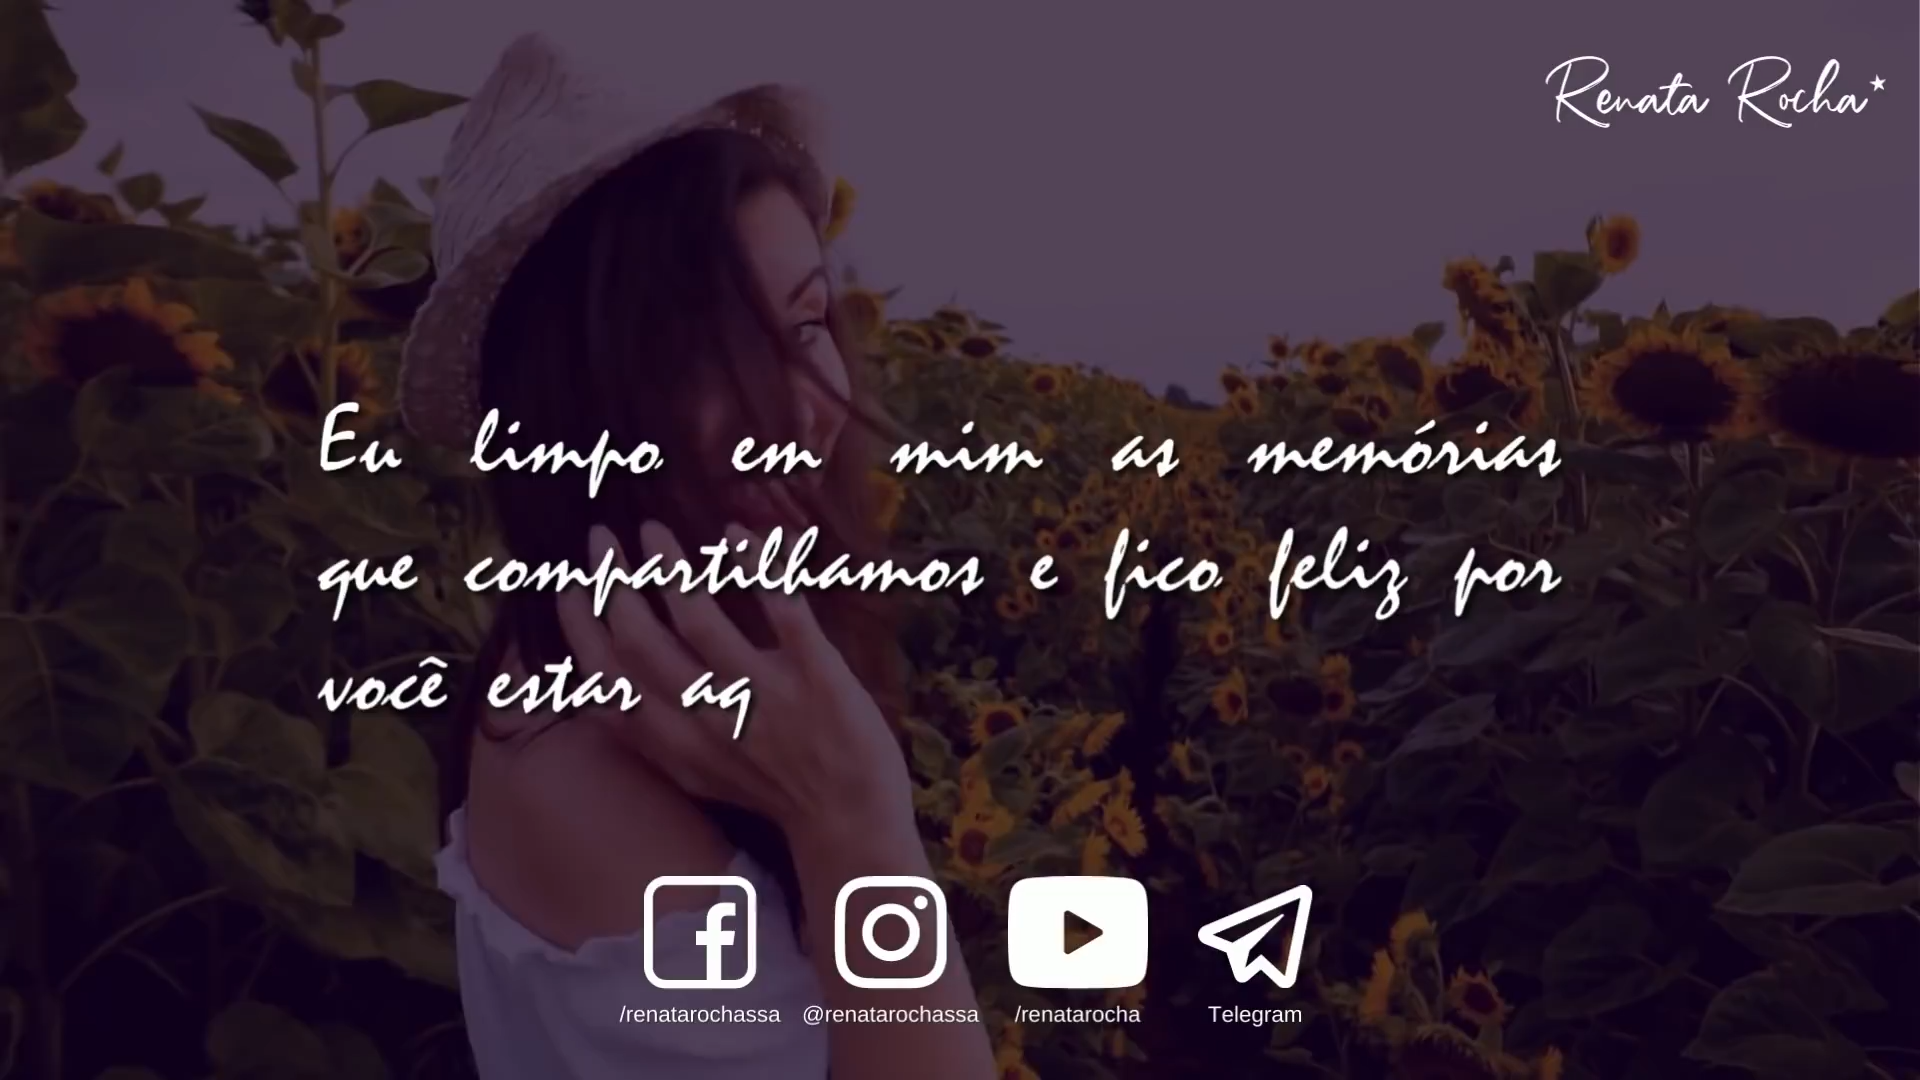 Renata Rocha
Eu limpo em mim as memórias
que compartilhamos e fico feliz por
você estar aq
/renatarochassa @renatarochassa /renatarocha Telegram